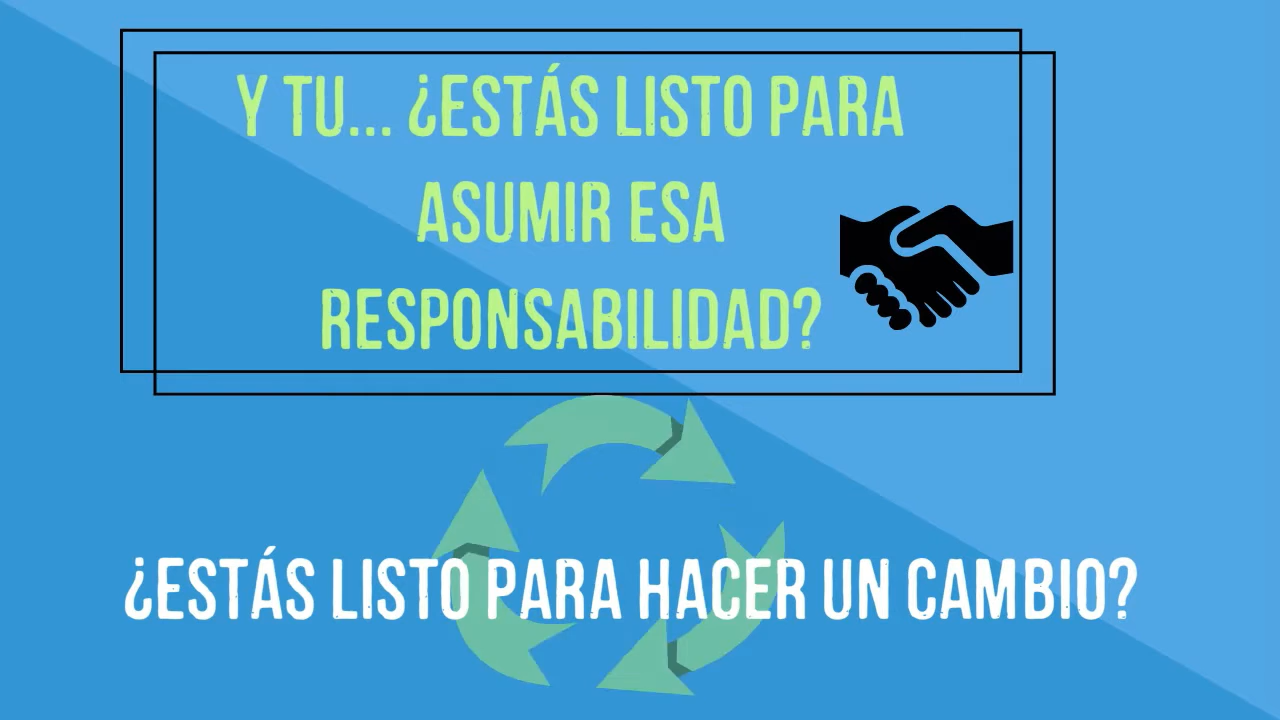 Y TU... ¿ESTÁS LISTO PARA
ASUMIR ESA
RESPONSABILIDAD?
¿ESTÁS LISTO PARA HACER UN CAMBIO?